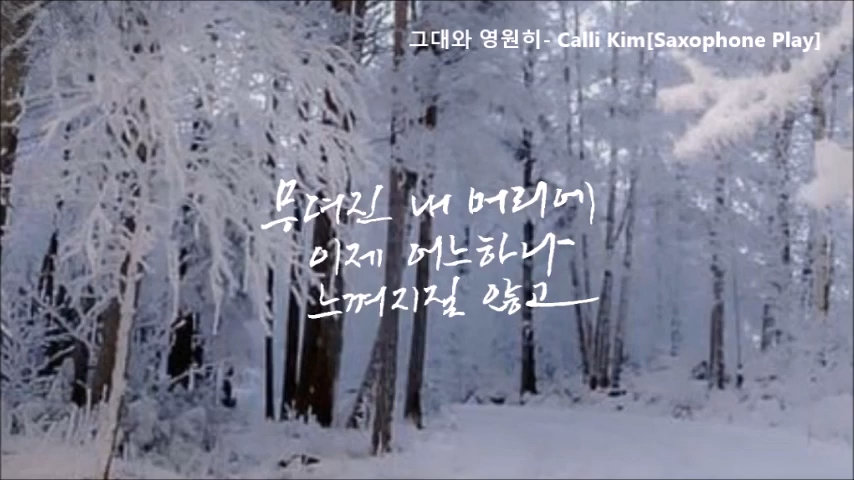 그대와 영원히- Calli Kim[Saxophone Play]
무뎌진 내 머리에
이제 어느하나
느껴지질 않고